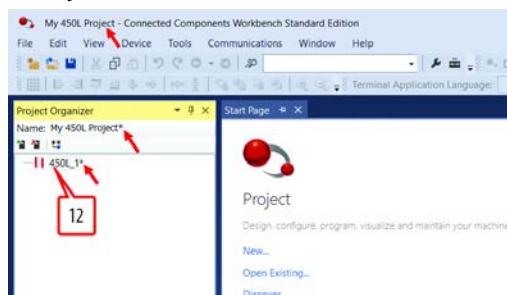 My 450L Project - Connected Components Workbench Standard Edition
File Edit View Device Tools Communications Window Help
Terminal Application Language:
Project Organizer Start Page
Name: My 450L Project*
450L_1*
12
Project
Design, configure, program, visualize and maintain your machine
New...
Open Existing...
Discover